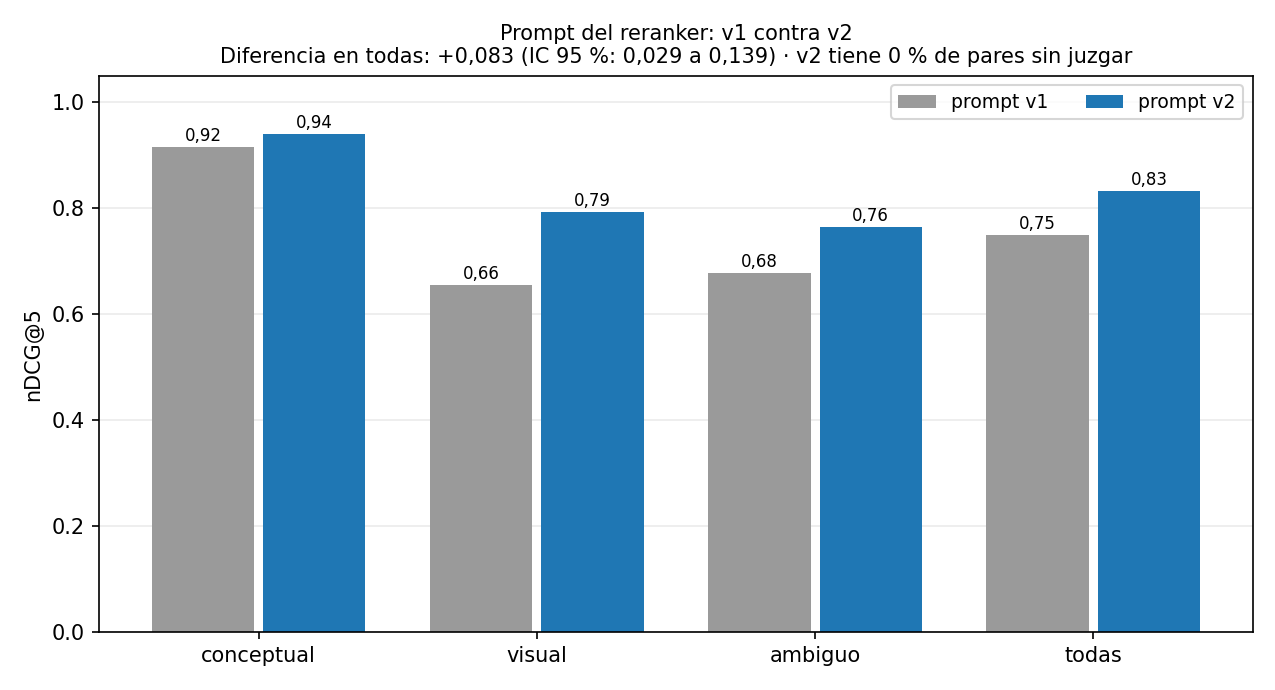 Prompt del reranker: v1 contra v2
Diferencia en todas: +0,083 (IC 95 %: 0,029 a 0,139) · v2 tiene 0 % de pares sin juzgar
prompt v1
prompt v2
nDCG@5
1.0
0.8
0.6
0.4
0.2
0.0
0,92
0,94
0,66
0,79
0,68
0,76
0,75
0,83
conceptual
visual
ambiguo
todas